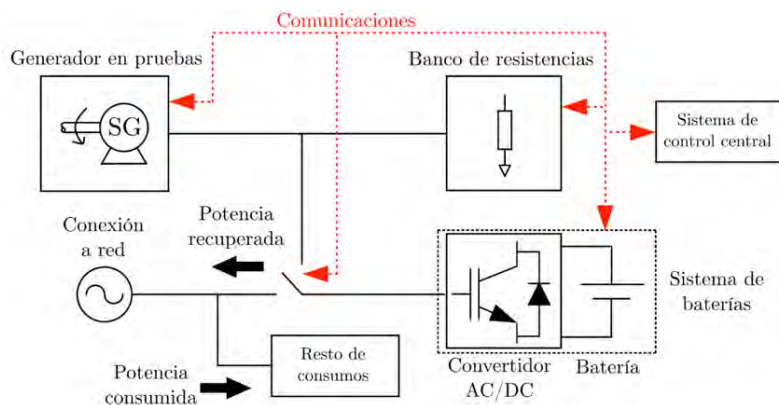 Comunicaciones
Generador en pruebas
Banco de resistencias
SG
Sistema de
control central
Conexión
a red
Potencia
recuperada
Sistema de
baterías
Resto de
consumos
Potencia
consumida
Convertidor
AC/DC
Batería